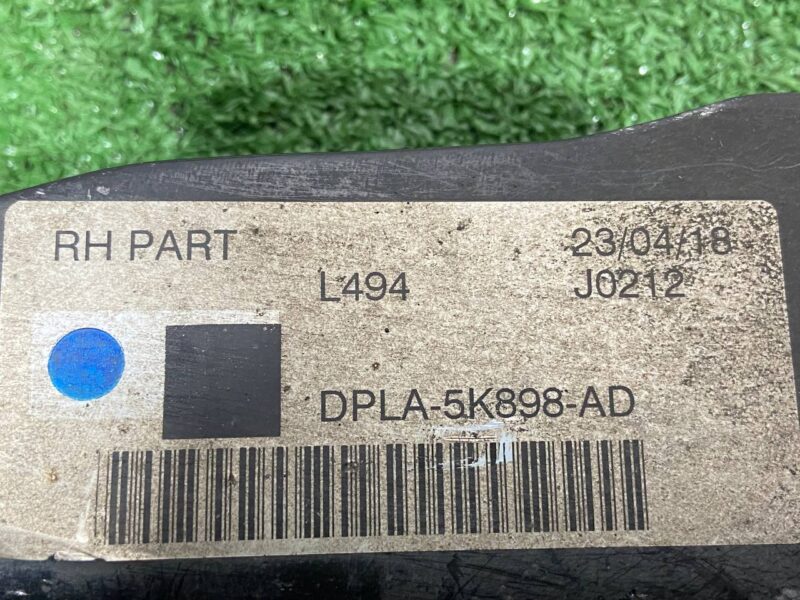 RH PART
23/04/18
L494
J0212
DPLA-5K898-AD